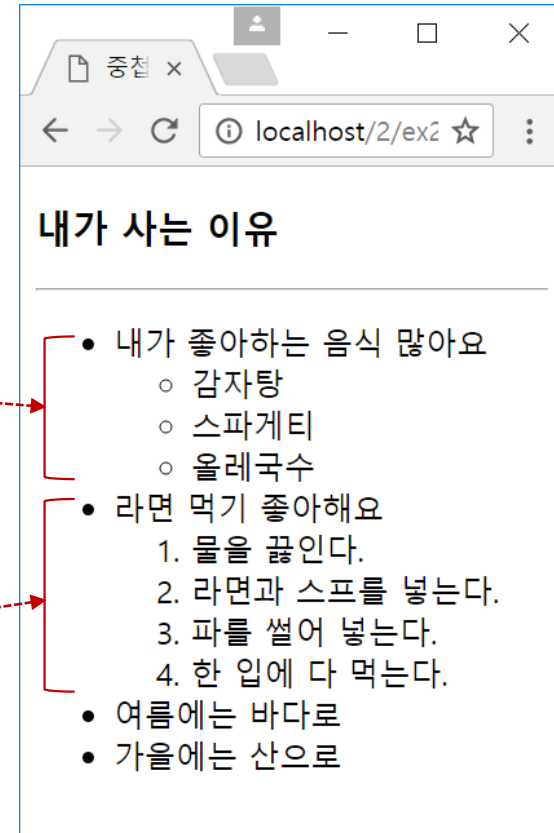 중첩
localhost/2/ex2
내가 사는 이유
내가 좋아하는 음식 많아요
감자탕
스파게티
올레국수
라면 먹기 좋아해요
1. 물을 끓인다.
2. 라면과 스프를 넣는다.
3. 파를 썰어 넣는다.
4. 한 입에 다 먹는다.
여름에는 바다로
가을에는 산으로